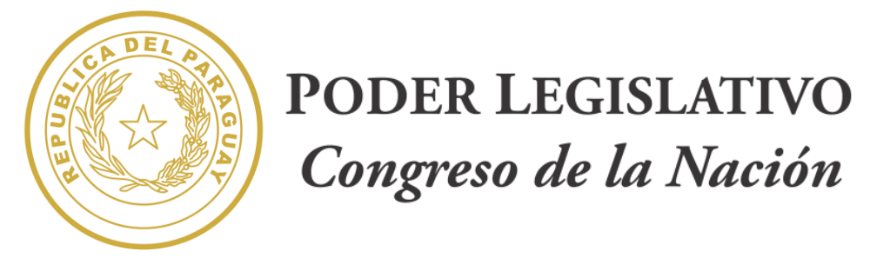 REPUBLICA DEL PARAGUAY
PODER LEGISLATIVO
Congreso de la Nación